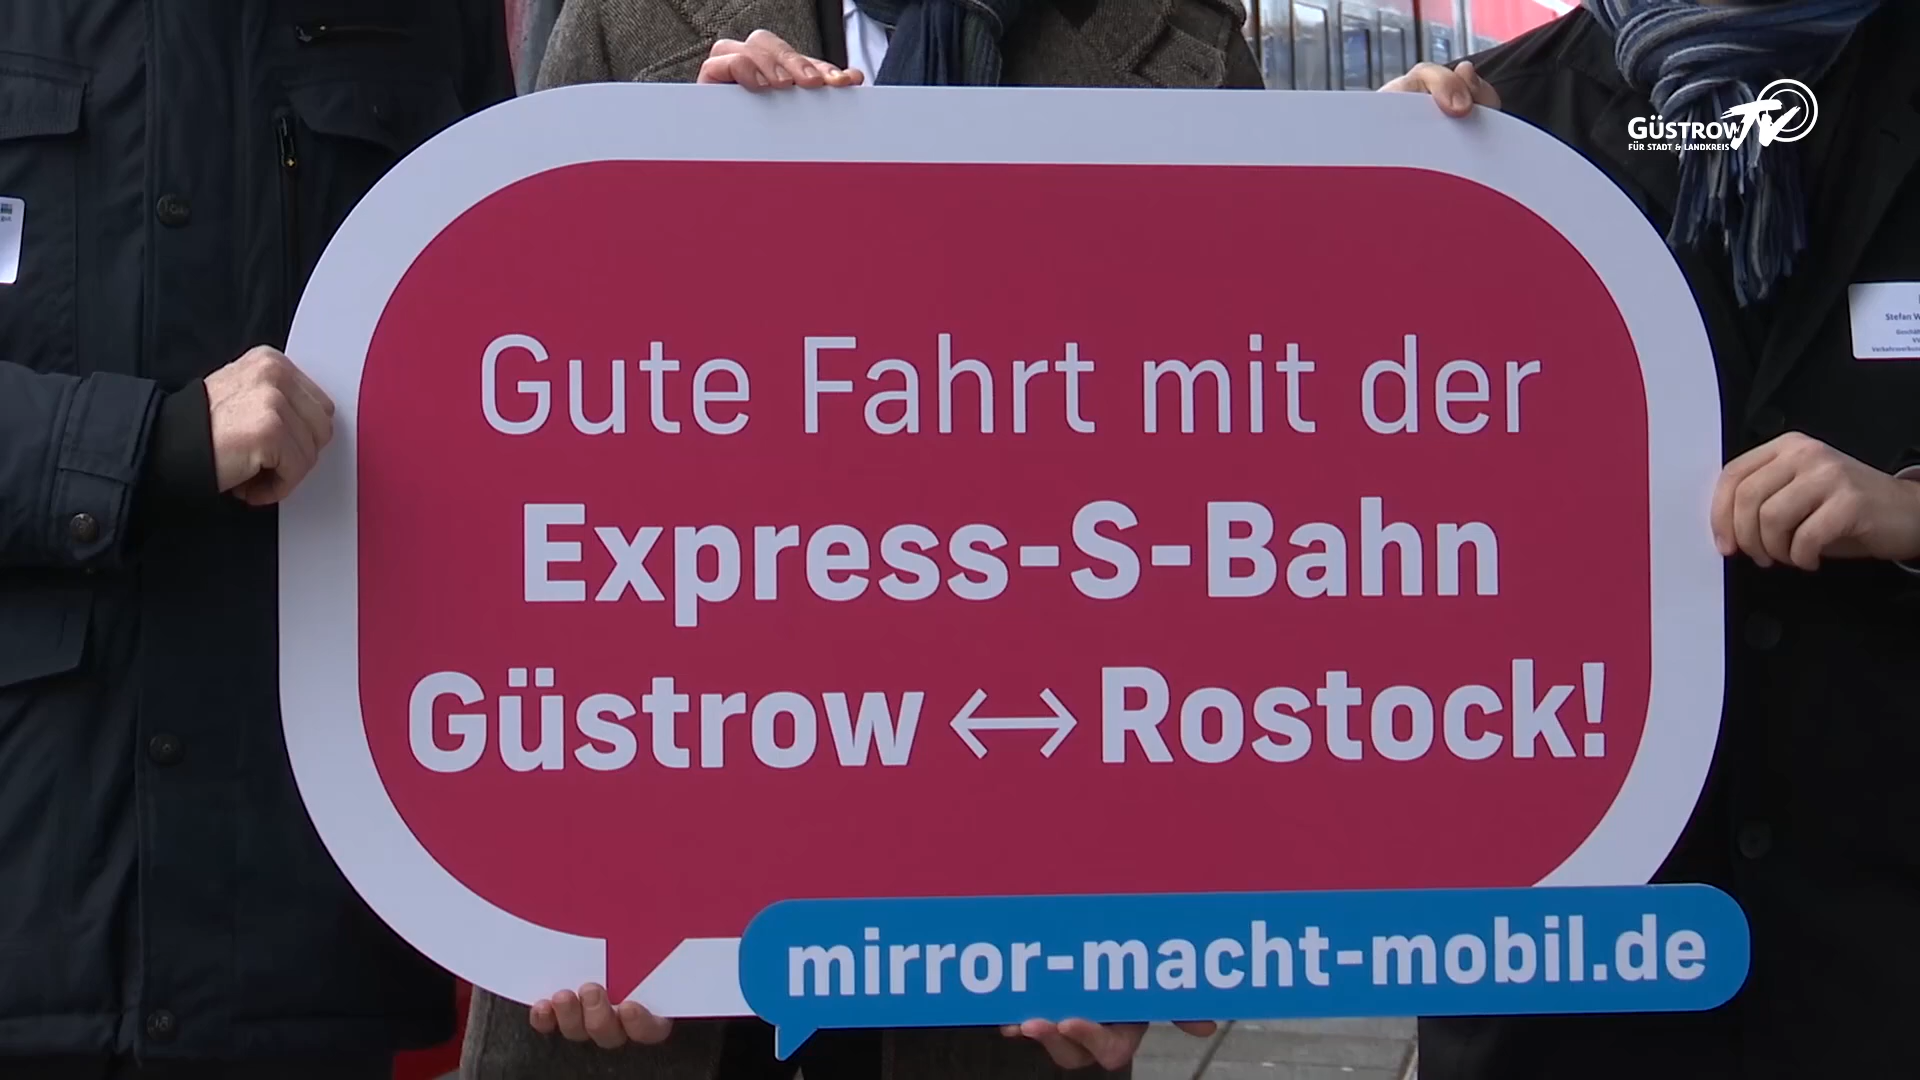 GÜSTROW TV
FÜR STADT & LANDKREIS
Stefan W
Gute Fahrt mit der
Express-S-Bahn
Güstrow ↔ Rostock!
mirror-macht-mobil.de